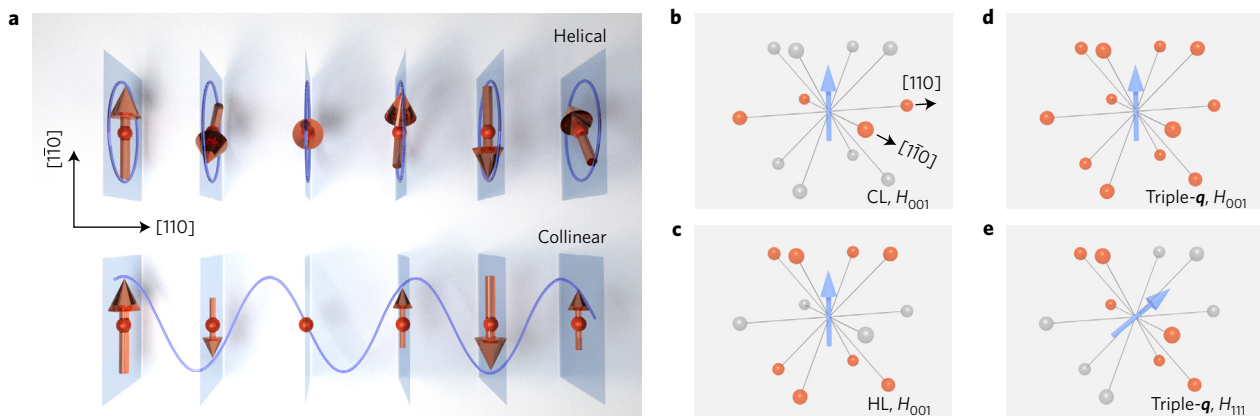 a
Helical
[11̅0]
[110]
Collinear
b
[110]
[11̅0]
CL, H₀₀₁
c
HL, H₀₀₁
d
Triple-q, H₀₀₁
e
Triple-q, H₁₁₁